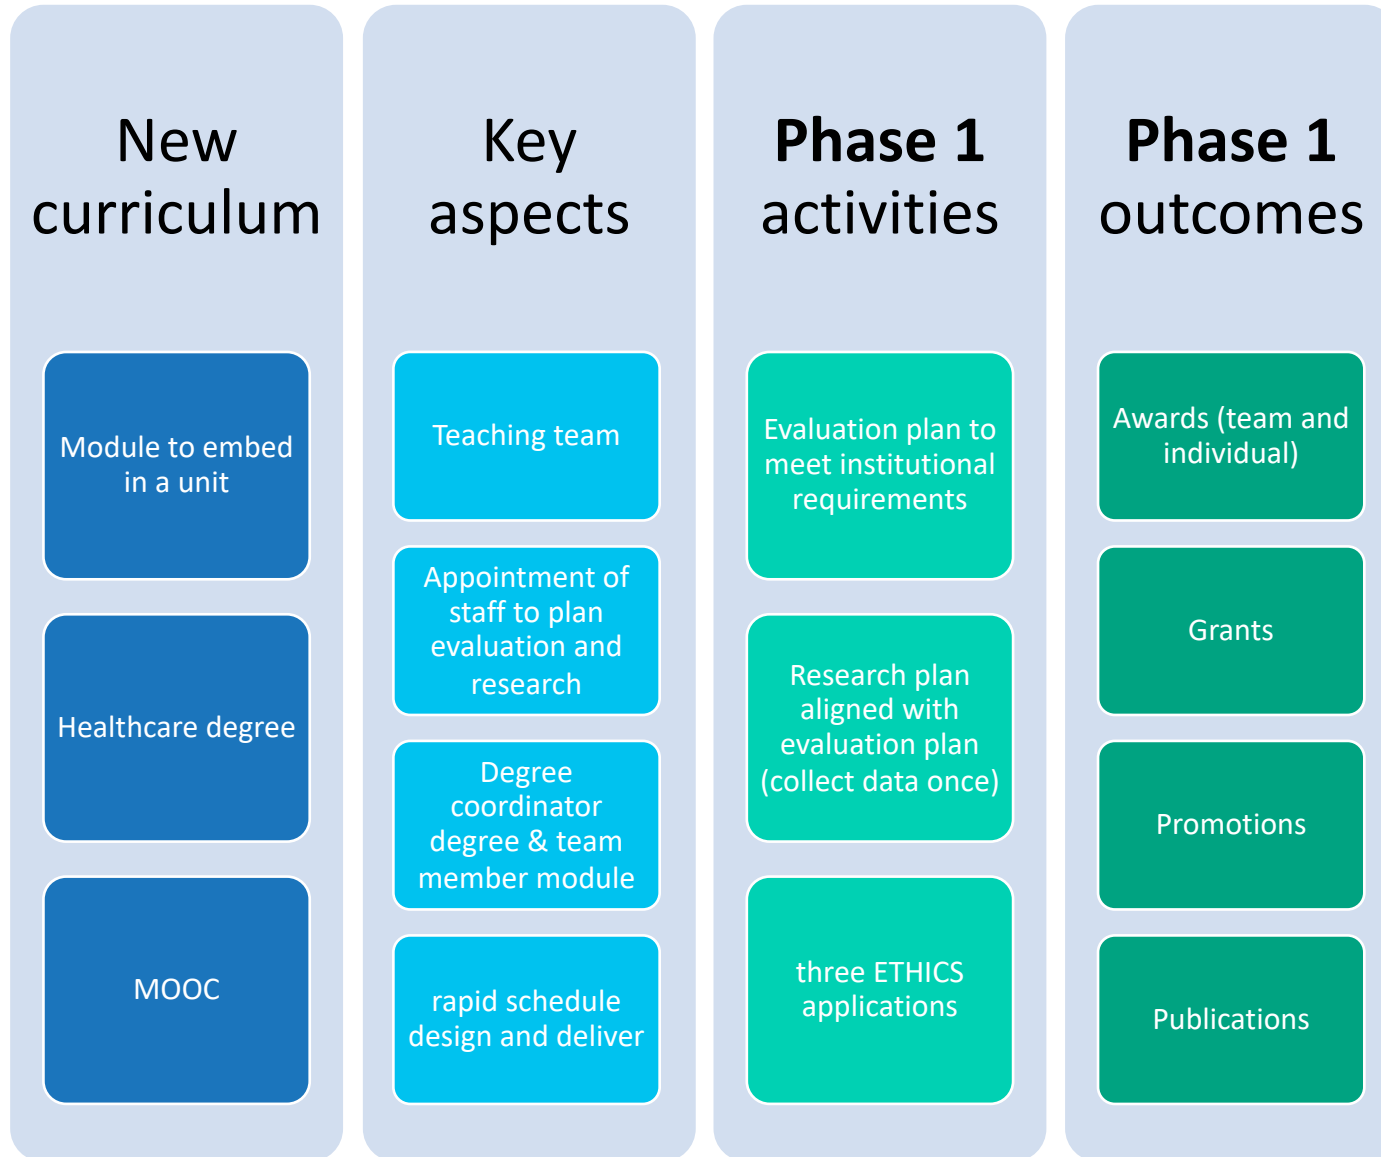 New
curriculum
Module to embed
in a unit
Healthcare degree
MOOC
Key
aspects
Teaching team
Appointment of
staff to plan
evaluation and
research
Degree
coordinator
degree & team
member module
rapid schedule
design and deliver
Phase 1
activities
Evaluation plan to
meet institutional
requirements
Research plan
aligned with
evaluation plan
(collect data once)
three ETHICS
applications
Phase 1
outcomes
Awards (team and
individual)
Grants
Promotions
Publications